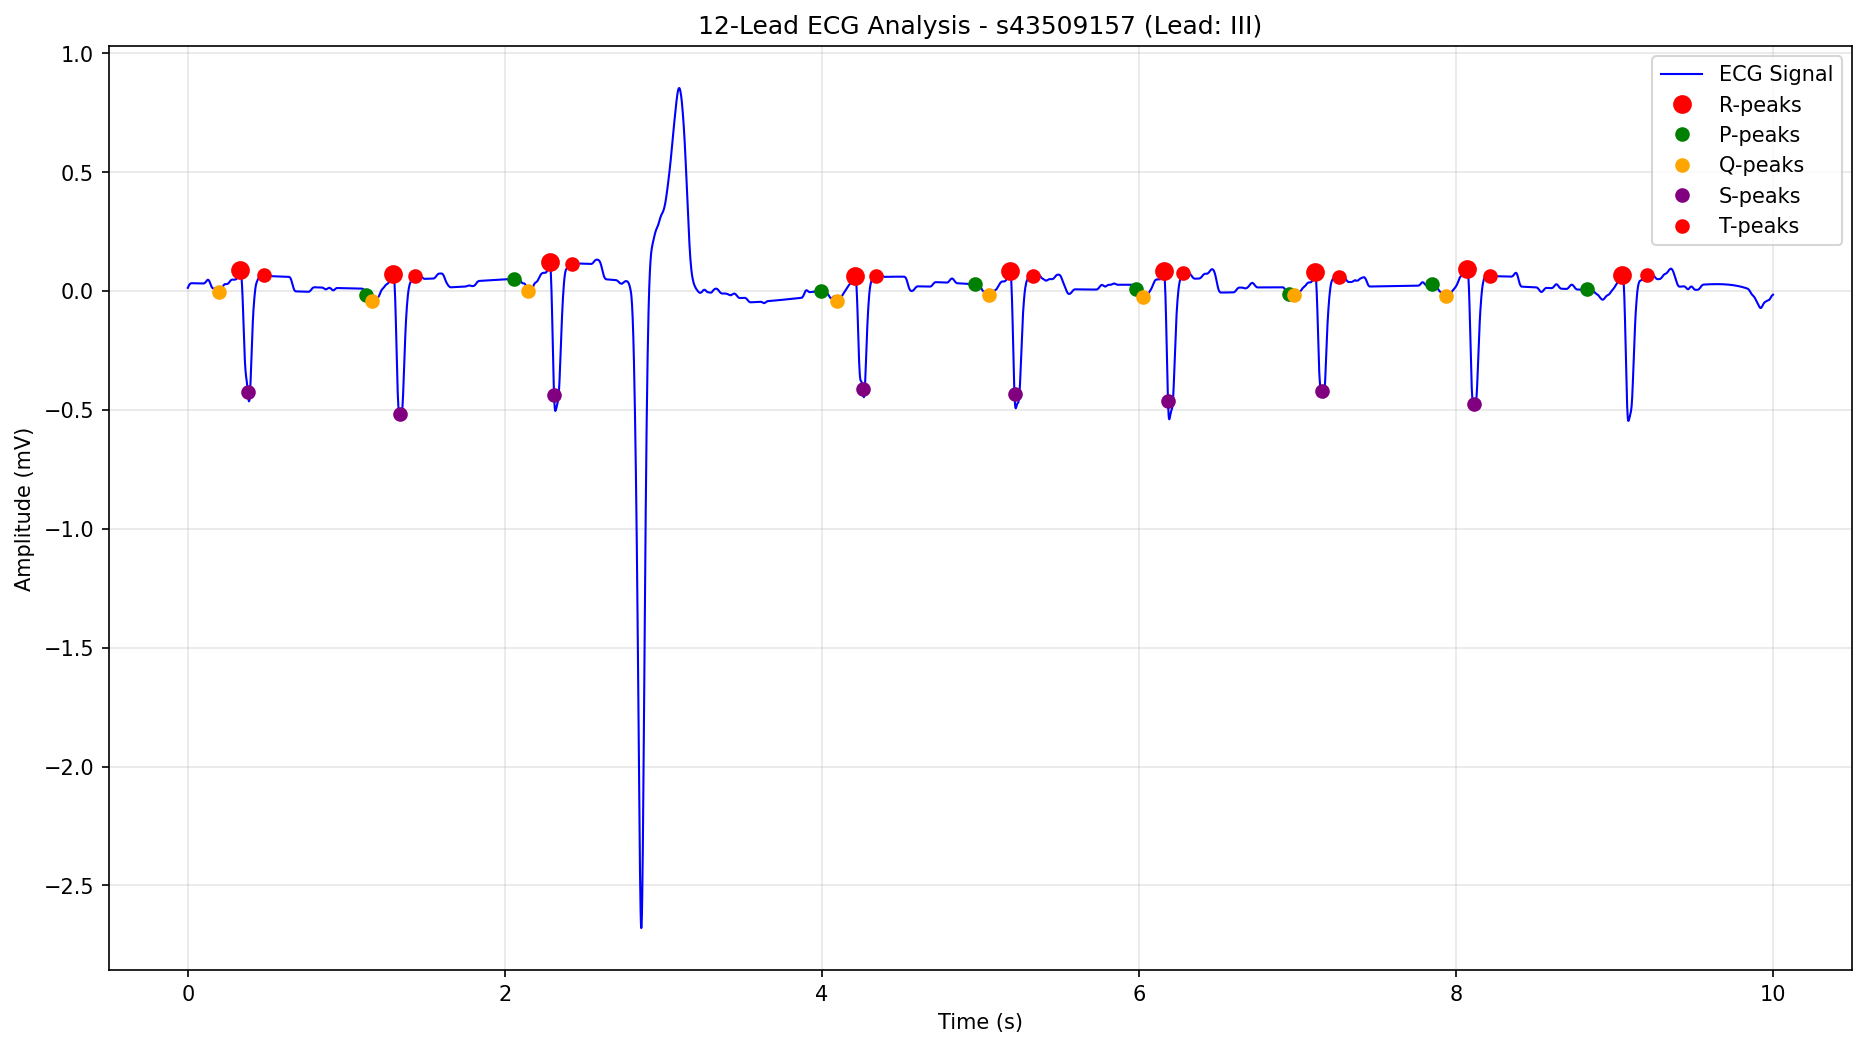 12-Lead ECG Analysis - s43509157 (Lead: III)
ECG Signal
R-peaks
P-peaks
Q-peaks
S-peaks
T-peaks
1.0
0.5
0.0
−0.5
−1.0
−1.5
−2.0
−2.5
Amplitude (mV)
0 2 4 6 8 10
Time (s)